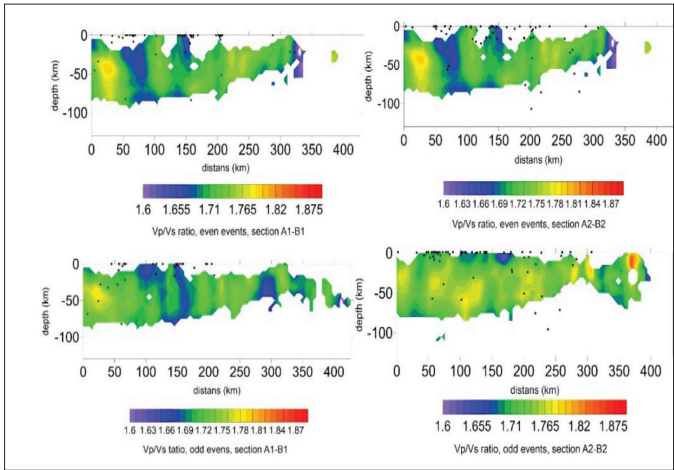 0
-50
-100
depth (km)
0 50 100 150 200 250 300 350 400
distans (km)
1.6 1.655 1.71 1.765 1.82 1.875
Vp/Vs ratio, even events, section A1-B1
0
-50
-100
depth (km)
0 50 100 150 200 250 300 350 400
distans (km)
1.6 1.63 1.66 1.69 1.72 1.75 1.78 1.81 1.84 1.87
Vp/Vs ratio, even events, section A2-B2
0
-50
-100
depth (km)
0 50 100 150 200 250 300 350 400
distans (km)
1.6 1.63 1.66 1.69 1.72 1.75 1.78 1.81 1.84 1.87
Vp/Vs tatio, odd evens, section A1-B1
0
-50
-100
depth (km)
0 50 100 150 200 250 300 350 400
distans (km)
1.6 1.655 1.71 1.765 1.82 1.875
Vp/Vs ratio, odd events, section A2-B2